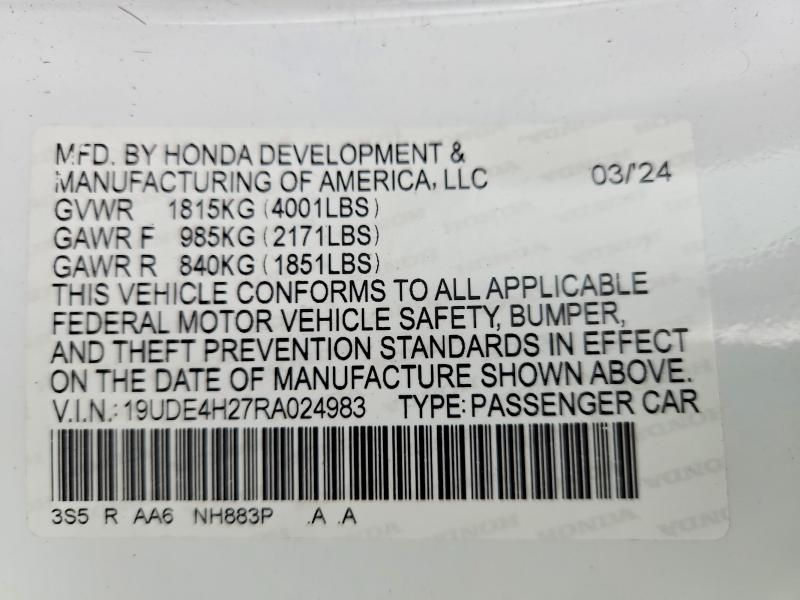 MFD. BY HONDA DEVELOPMENT &
MANUFACTURING OF AMERICA, LLC 03/'24
GVWR 1815KG (4001LBS)
GAWR F 985KG (2171LBS)
GAWR R 840KG (1851LBS)
THIS VEHICLE CONFORMS TO ALL APPLICABLE
FEDERAL MOTOR VEHICLE SAFETY, BUMPER,
AND THEFT PREVENTION STANDARDS IN EFFECT
ON THE DATE OF MANUFACTURE SHOWN ABOVE.
V.I.N.: 19UDE4H27RA024983 TYPE: PASSENGER CAR
3S5 R AA6 NH883P .A .A